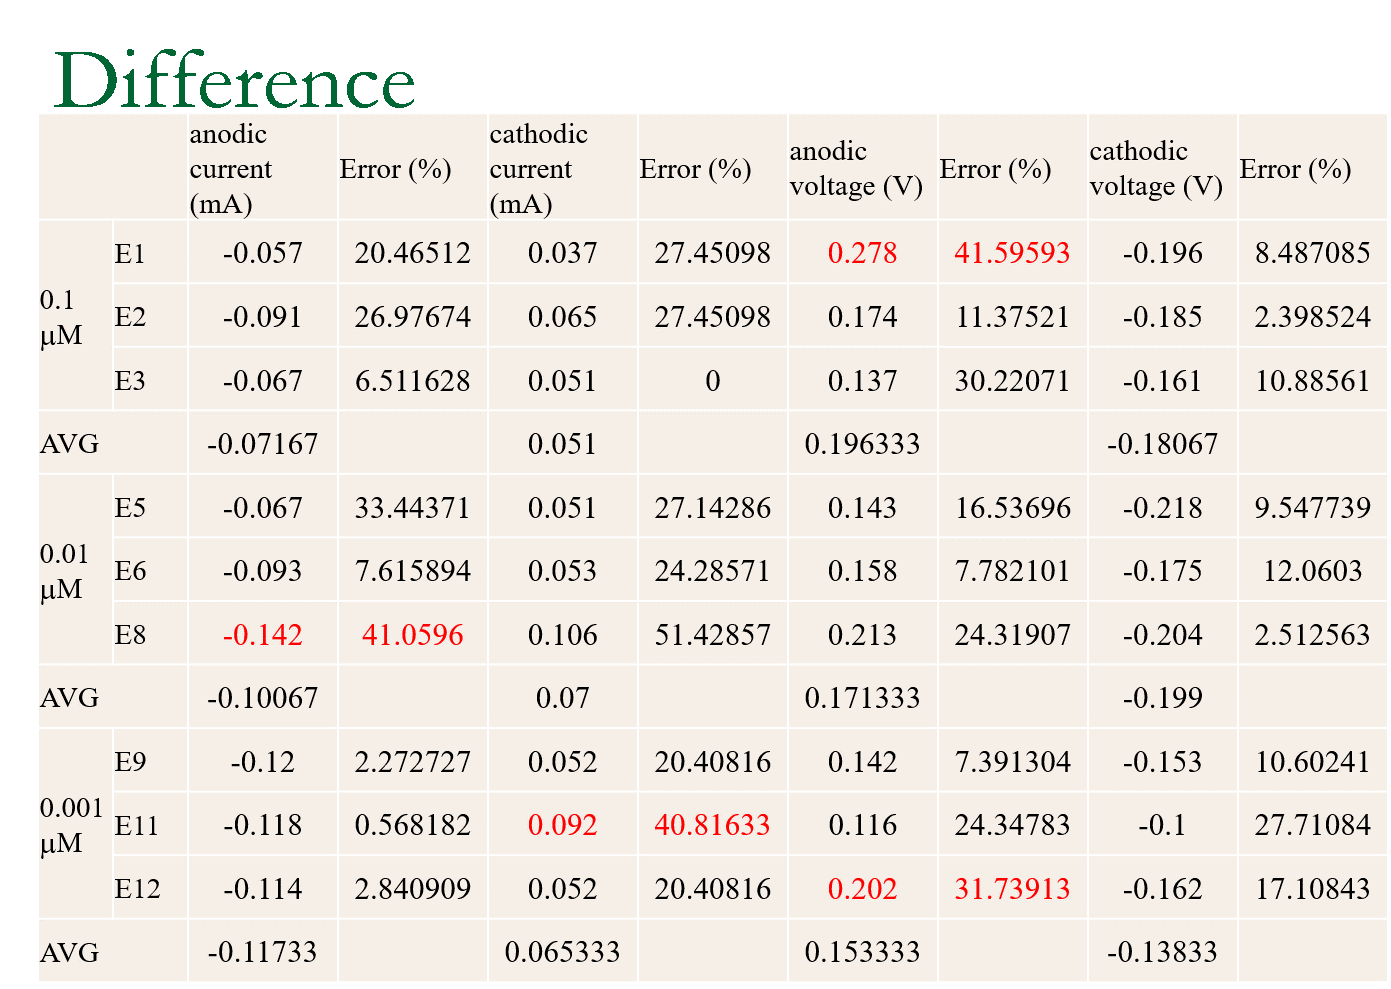 Difference
anodic current (mA) Error (%) cathodic current (mA) Error (%) anodic voltage (V) Error (%) cathodic voltage (V) Error (%)
0.1 μM
E1 -0.057 20.46512 0.037 27.45098 0.278 41.59593 -0.196 8.487085
E2 -0.091 26.97674 0.065 27.45098 0.174 11.37521 -0.185 2.398524
E3 -0.067 6.511628 0.051 0 0.137 30.22071 -0.161 10.88561
AVG -0.07167 0.051 0.196333 -0.18067
0.01 μM
E5 -0.067 33.44371 0.051 27.14286 0.143 16.53696 -0.218 9.547739
E6 -0.093 7.615894 0.053 24.28571 0.158 7.782101 -0.175 12.0603
E8 -0.142 41.0596 0.106 51.42857 0.213 24.31907 -0.204 2.512563
AVG -0.10067 0.07 0.171333 -0.199
0.001 μM
E9 -0.12 2.272727 0.052 20.40816 0.142 7.391304 -0.153 10.60241
E11 -0.118 0.568182 0.092 40.81633 0.116 24.34783 -0.1 27.71084
E12 -0.114 2.840909 0.052 20.40816 0.202 31.73913 -0.162 17.10843
AVG -0.11733 0.065333 0.153333 -0.13833